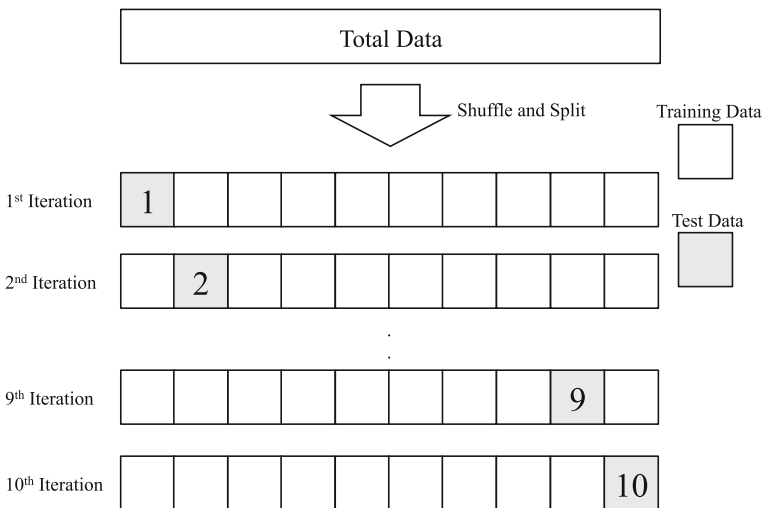 Total Data
Shuffle and Split
Training Data
1st Iteration
1
Test Data
2nd Iteration
2
9th Iteration
9
10th Iteration
10